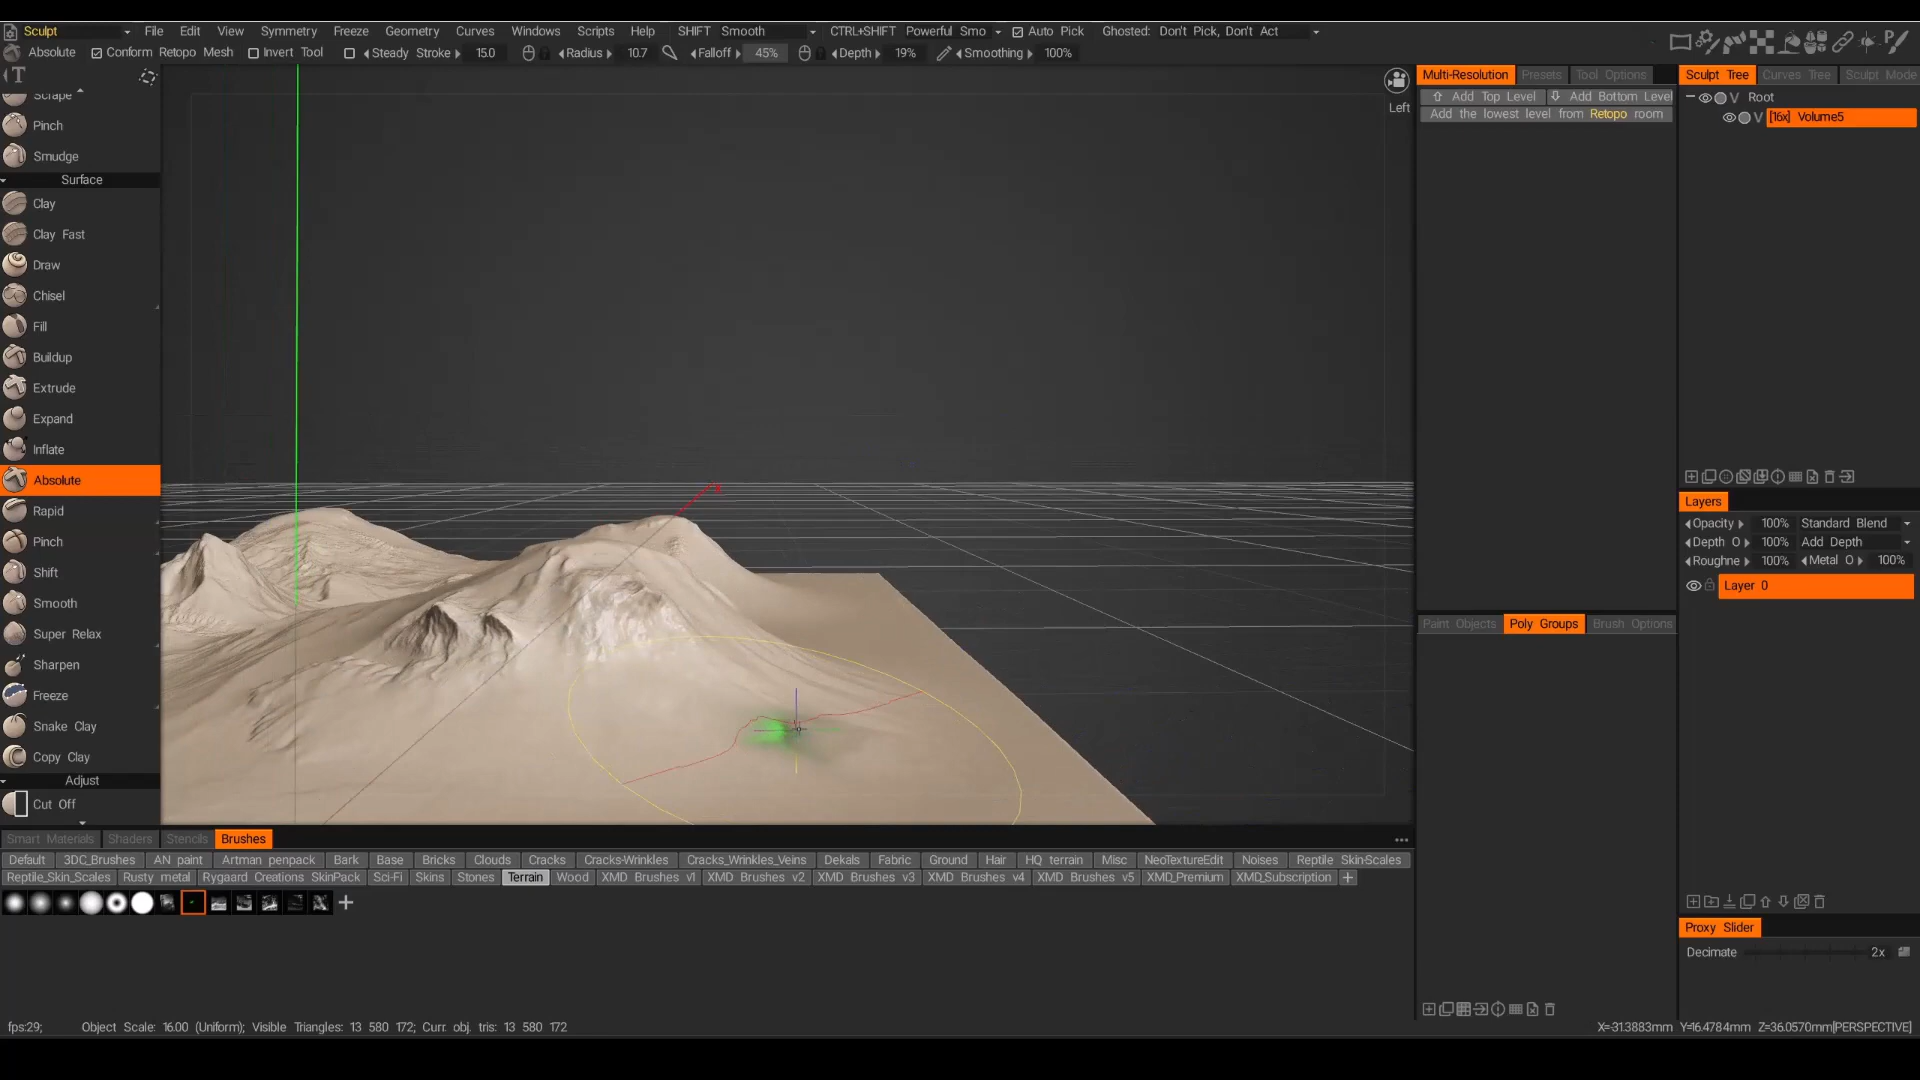 Sculpt File Edit View Symmetry Freeze Geometry Curves Windows Scripts Help SHIFT Smooth CTRL+SHIFT Powerful Smo Auto Pick Ghosted: Don't Pick, Don't Act
Absolute Conform Retopo Mesh Invert Tool Steady Stroke 15.0 Radius 10.7 Falloff 45% Depth 19% Smoothing 100%
T
Scrape
Pinch
Smudge
Surface
Clay
Clay Fast
Draw
Chisel
Fill
Buildup
Extrude
Expand
Inflate
Absolute
Rapid
Pinch
Shift
Smooth
Super Relax
Sharpen
Freeze
Snake Clay
Copy Clay
Adjust
Cut Off
Left
Multi-Resolution Presets Tool Options
Add Top Level Add Bottom Level
Add the lowest level from Retopo room
Sculpt Tree Curves Tree Sculpt Mode
V Root
V [16x] Volume5
Layers
Opacity 100% Standard Blend
Depth O 100% Add Depth
Roughne 100% Metal O 100%
Layer 0
Paint Objects Poly Groups Brush Options
Proxy Slider
Decimate 2x
Smart Materials Shaders Stencils Brushes
Default 3DC_Brushes AN paint Artman penpack Bark Base Bricks Clouds Cracks Cracks-Wrinkles Cracks_Wrinkles_Veins Dekals Fabric Ground Hair HQ terrain Misc NeoTextureEdit Noises Reptile Skin-Scales
Reptile_Skin_Scales Rusty metal Rygaard Creations SkinPack Sci-Fi Skins Stones Terrain Wood XMD Brushes v1 XMD Brushes v2 XMD Brushes v3 XMD Brushes v4 XMD Brushes v5 XMD_Premium XMD_Subscription +
fps:29; Object Scale: 16.00 (Uniform); Visible Triangles: 13 580 172; Curr. obj. tris: 13 580 172
X=-31.3883mm Y=16.4784mm Z=36.0570mm[PERSPECTIVE]